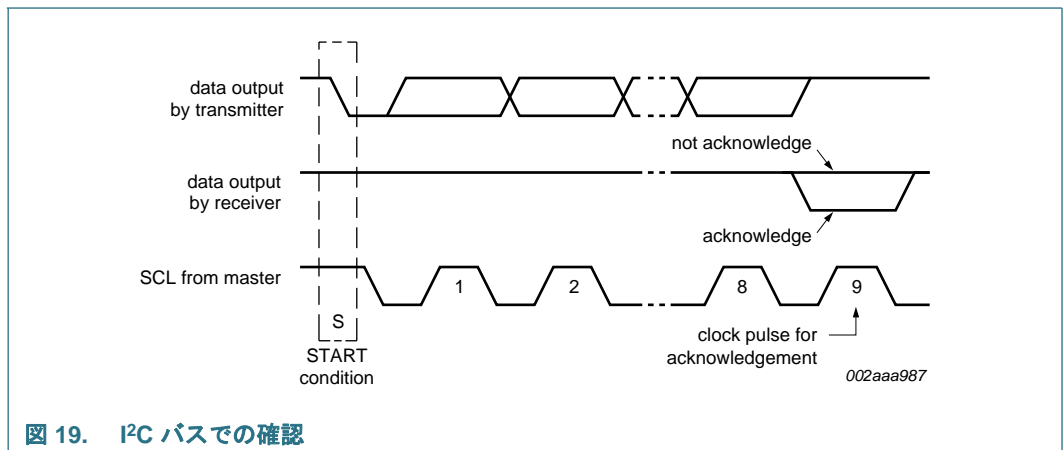 data output
by transmitter
not acknowledge
data output
by receiver
acknowledge
SCL from master
1
2
8
9
S
START
condition
clock pulse for
acknowledgement
002aaa987
図 19. I²C バスでの確認